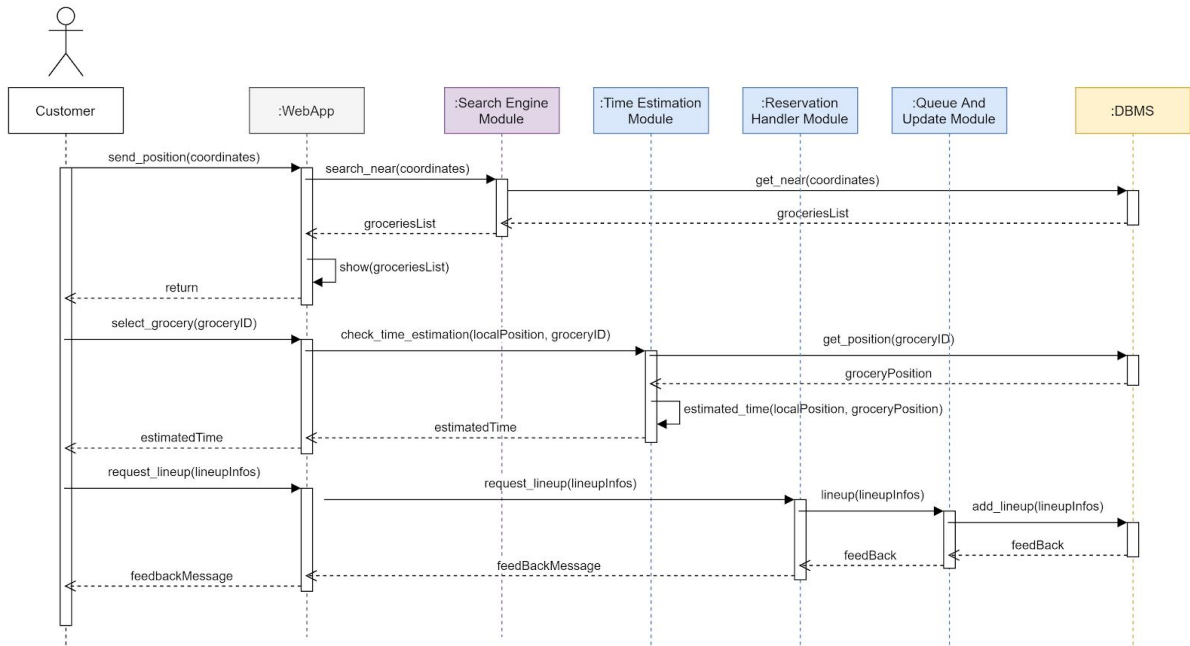 Customer
:WebApp
:Search Engine
Module
:Time Estimation
Module
:Reservation
Handler Module
:Queue And
Update Module
:DBMS
send_position(coordinates)
search_near(coordinates)
get_near(coordinates)
groceriesList
groceriesList
show(groceriesList)
return
select_grocery(groceryID)
check_time_estimation(localPosition, groceryID)
get_position(groceryID)
groceryPosition
estimated_time(localPosition, groceryPosition)
estimatedTime
estimatedTime
request_lineup(lineupInfos)
request_lineup(lineupInfos)
lineup(lineupInfos)
add_lineup(lineupInfos)
feedBack
feedBack
feedBackMessage
feedbackMessage